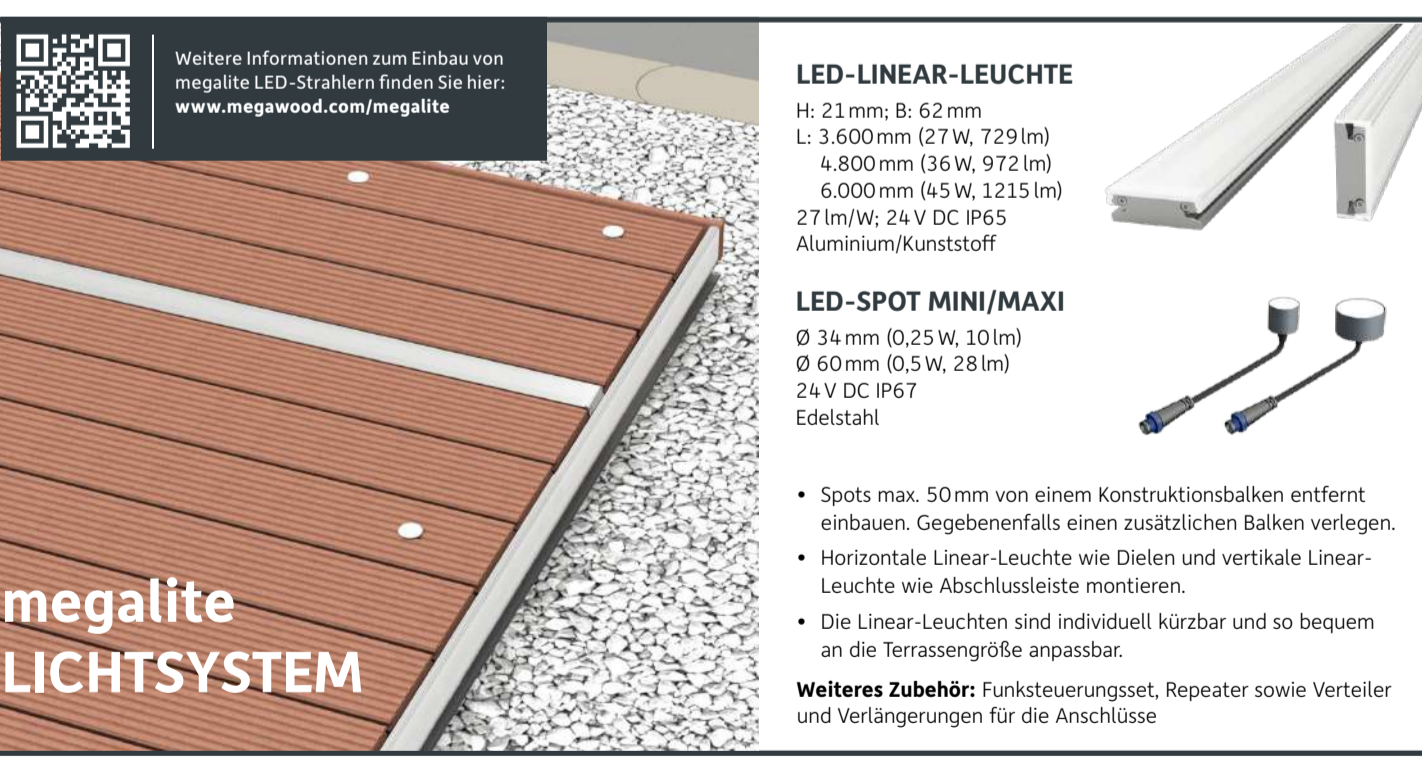 Weitere Informationen zum Einbau von
megalite LED-Strahlern finden Sie hier:
www.megawood.com/megalite
megalite
LICHTSYSTEM
LED-LINEAR-LEUCHTE
H: 21 mm; B: 62 mm
L: 3.600 mm (27 W, 729 lm)
4.800 mm (36 W, 972 lm)
6.000 mm (45 W, 1215 lm)
27 lm/W; 24 V DC IP65
Aluminium/Kunststoff
LED-SPOT MINI/MAXI
Ø 34 mm (0,25 W, 10 lm)
Ø 60 mm (0,5 W, 28 lm)
24 V DC IP67
Edelstahl
• Spots max. 50 mm von einem Konstruktionsbalken entfernt
einbauen. Gegebenenfalls einen zusätzlichen Balken verlegen.
• Horizontale Linear-Leuchte wie Dielen und vertikale Linear-
Leuchte wie Abschlussleiste montieren.
• Die Linear-Leuchten sind individuell kürzbar und so bequem
an die Terrassengröße anpassbar.
Weiteres Zubehör: Funksteuerungsset, Repeater sowie Verteiler
und Verlängerungen für die Anschlüsse